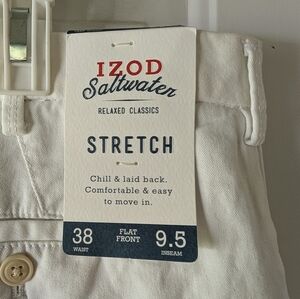 IZOD
Saltwater
RELAXED CLASSICS
STRETCH
Chill & laid back.
Comfortable & easy
to move in.
38 FLAT 9.5
WAIST FRONT INSEAM